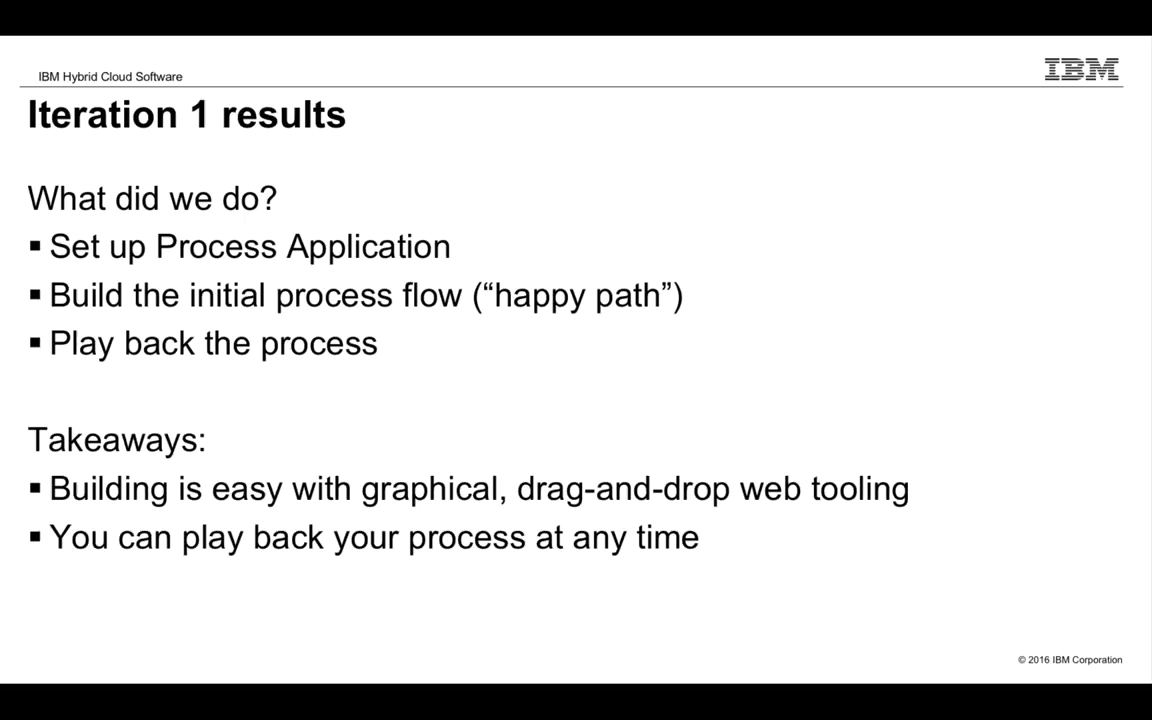 IBM Hybrid Cloud Software
IBM
Iteration 1 results
What did we do?
▪ Set up Process Application
▪ Build the initial process flow (“happy path”)
▪ Play back the process
Takeaways:
▪ Building is easy with graphical, drag-and-drop web tooling
▪ You can play back your process at any time
© 2016 IBM Corporation